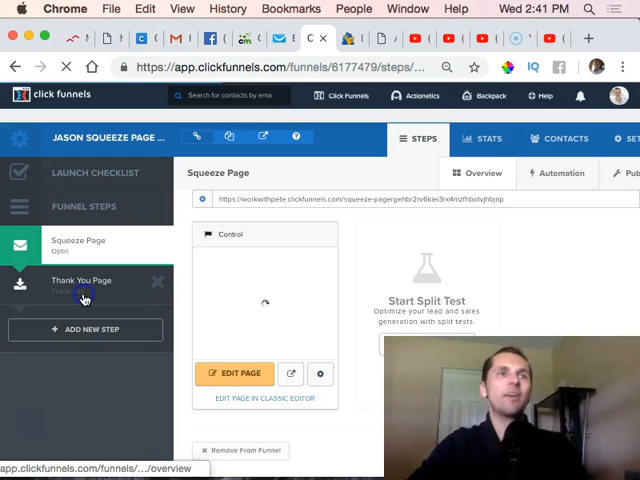 Chrome File Edit View History Bookmarks People Window Help Wed 2:41 PM
https://app.clickfunnels.com/funnels/6177479/steps/...
click funnels
Search for contacts by ema
Click Funnels
Actionetics
Backpack
Help
JASON SQUEEZE PAGE ...
STEPS
STATS
CONTACTS
LAUNCH CHECKLIST
Squeeze Page
Overview
Automation
FUNNEL STEPS
https://workwithpete.clickfunnels.com/squeeze-pagergehbr2rv6kiei3rx4mzfhbotvjhbjnp
Squeeze Page
Optin
Control
Thank You Page
Start Split Test
Optimize your lead and sales
generation with split tests.
ADD NEW STEP
EDIT PAGE
EDIT PAGE IN CLASSIC EDITOR
Remove From Funnel
app.clickfunnels.com/funnels/.../overview